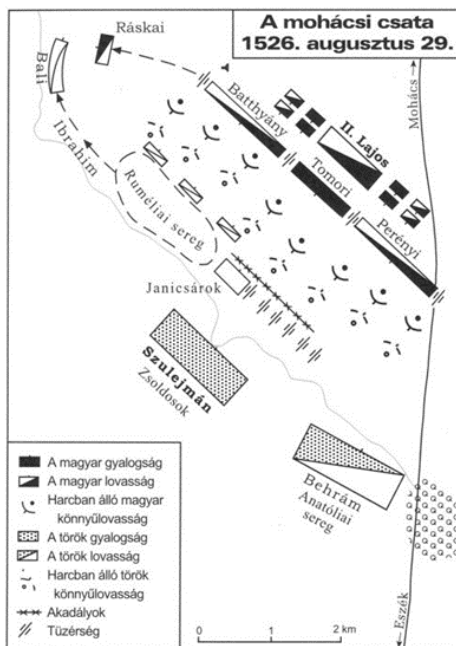 A mohácsi csata
1526. augusztus 29.
Ráskai
Bali
Ibrahim
Batthyány
II. Lajos
Mohács
Tomori
Perényi
Ruméliai sereg
Janicsárok
Szulejmán
Zsoldosok
Behrám
Anatóliai
sereg
Eszék
A magyar gyalogság
A magyar lovasság
Harcban álló magyar
könnyűlovasság
A török gyalogság
A török lovasság
Harcban álló török
könnyűlovasság
Akadályok
Tüzérség
0 1 2 km